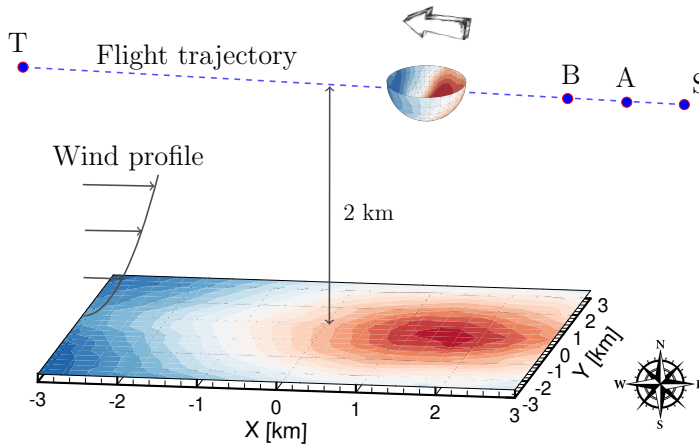 T
Flight trajectory
B
A
S
Wind profile
2 km
-3 -2 -1 0 1 2 3
X [km]
-3 -2 -1 0 1 2 3
Y [km]
N
W
S